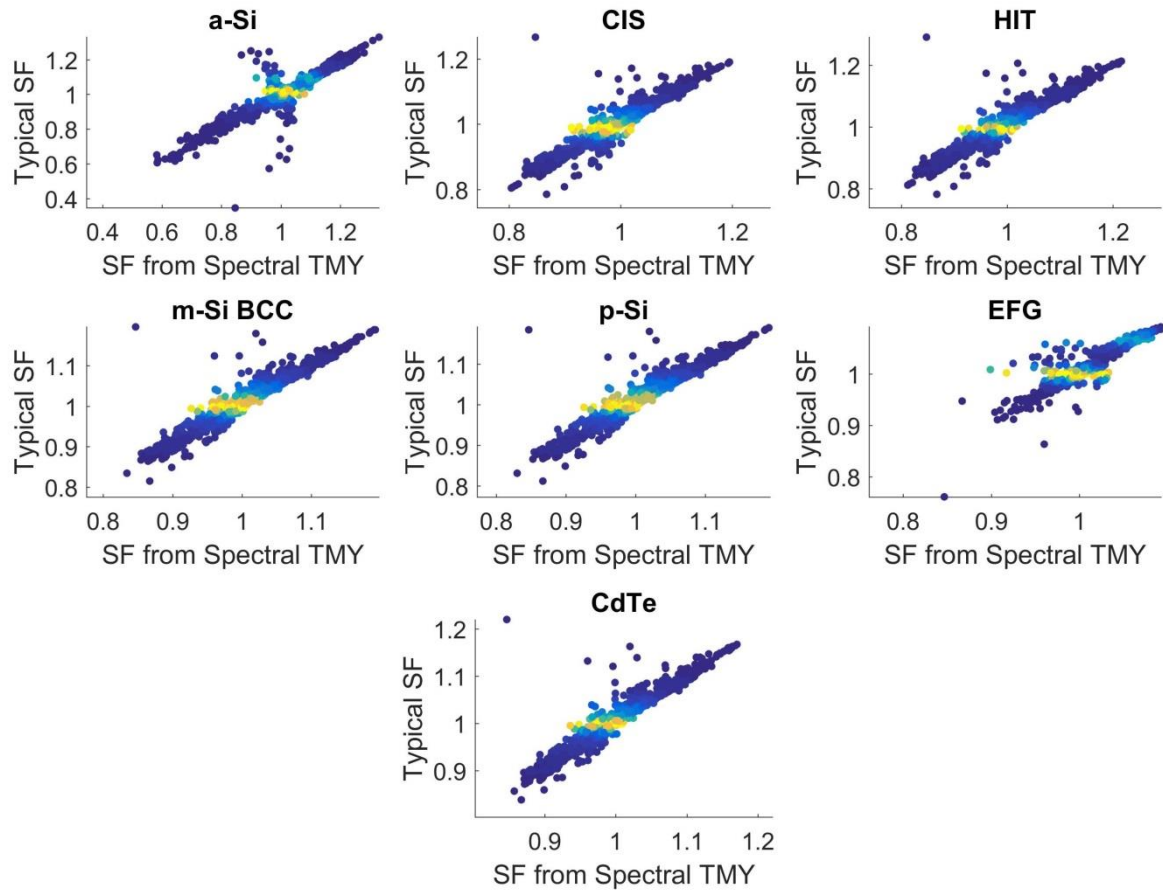 a-Si
Typical SF
1.2
1
0.8
0.6
0.4
0.4 0.6 0.8 1 1.2
SF from Spectral TMY
CIS
Typical SF
1.2
1
0.8
0.8 1 1.2
SF from Spectral TMY
HIT
Typical SF
1.2
1
0.8
0.8 1 1.2
SF from Spectral TMY
m-Si BCC
Typical SF
1.1
1
0.9
0.8
0.8 0.9 1 1.1
SF from Spectral TMY
p-Si
Typical SF
1.1
1
0.9
0.8
0.8 0.9 1 1.1
SF from Spectral TMY
EFG
Typical SF
1
0.9
0.8
0.8 0.9 1
SF from Spectral TMY
CdTe
Typical SF
1.2
1.1
1
0.9
0.9 1 1.1 1.2
SF from Spectral TMY